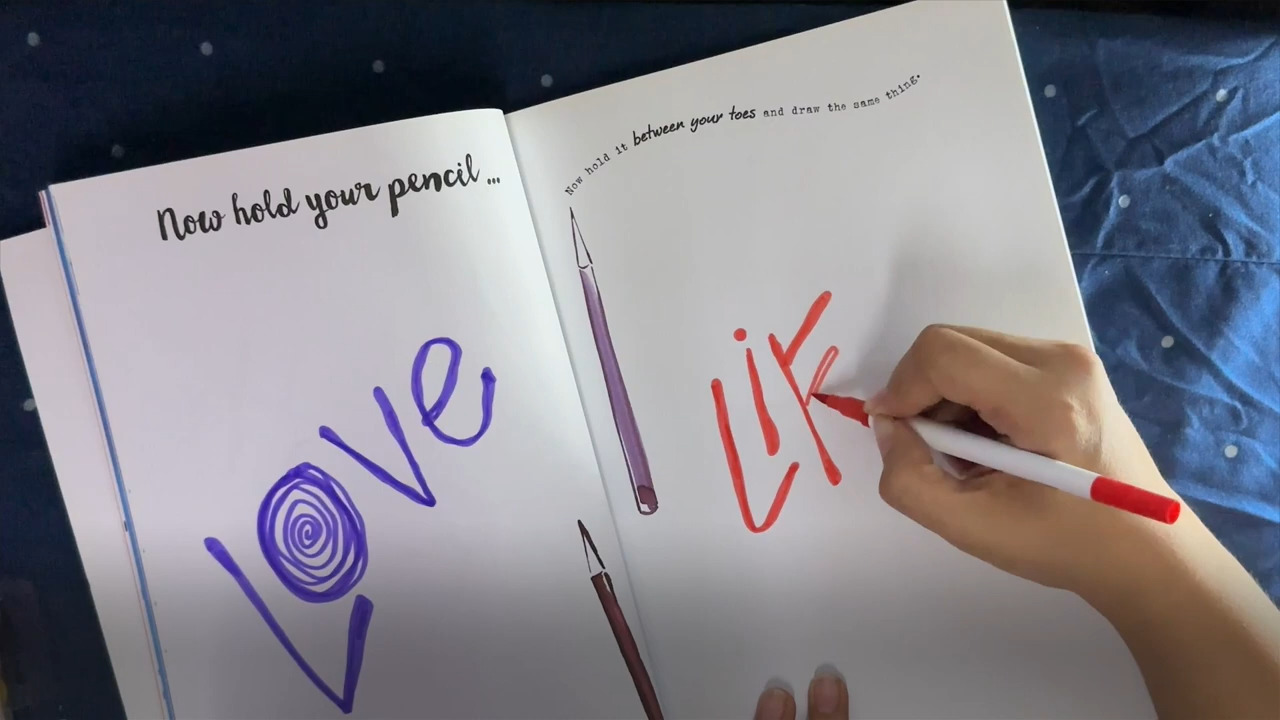 Now hold your pencil ...
Love
Now hold it between your toes and draw the same thing.
LiF